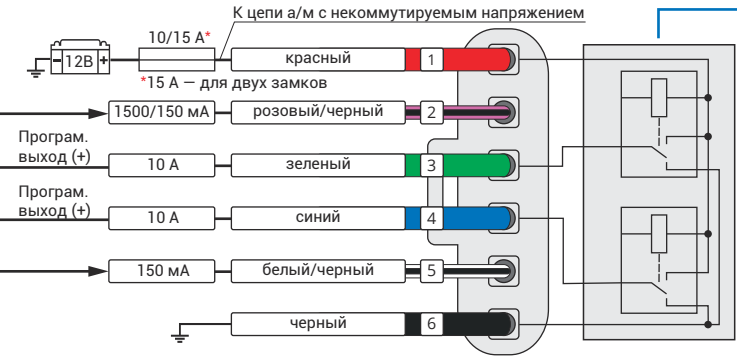 К цепи а/м с некоммутируемым напряжением
10/15 А*
- 12В +
красный
1
*15 А — для двух замков
1500/150 мА
розовый/черный
2
Програм.
выход (+)
10 А
зеленый
3
Програм.
выход (+)
10 А
синий
4
150 мА
белый/черный
5
черный
6